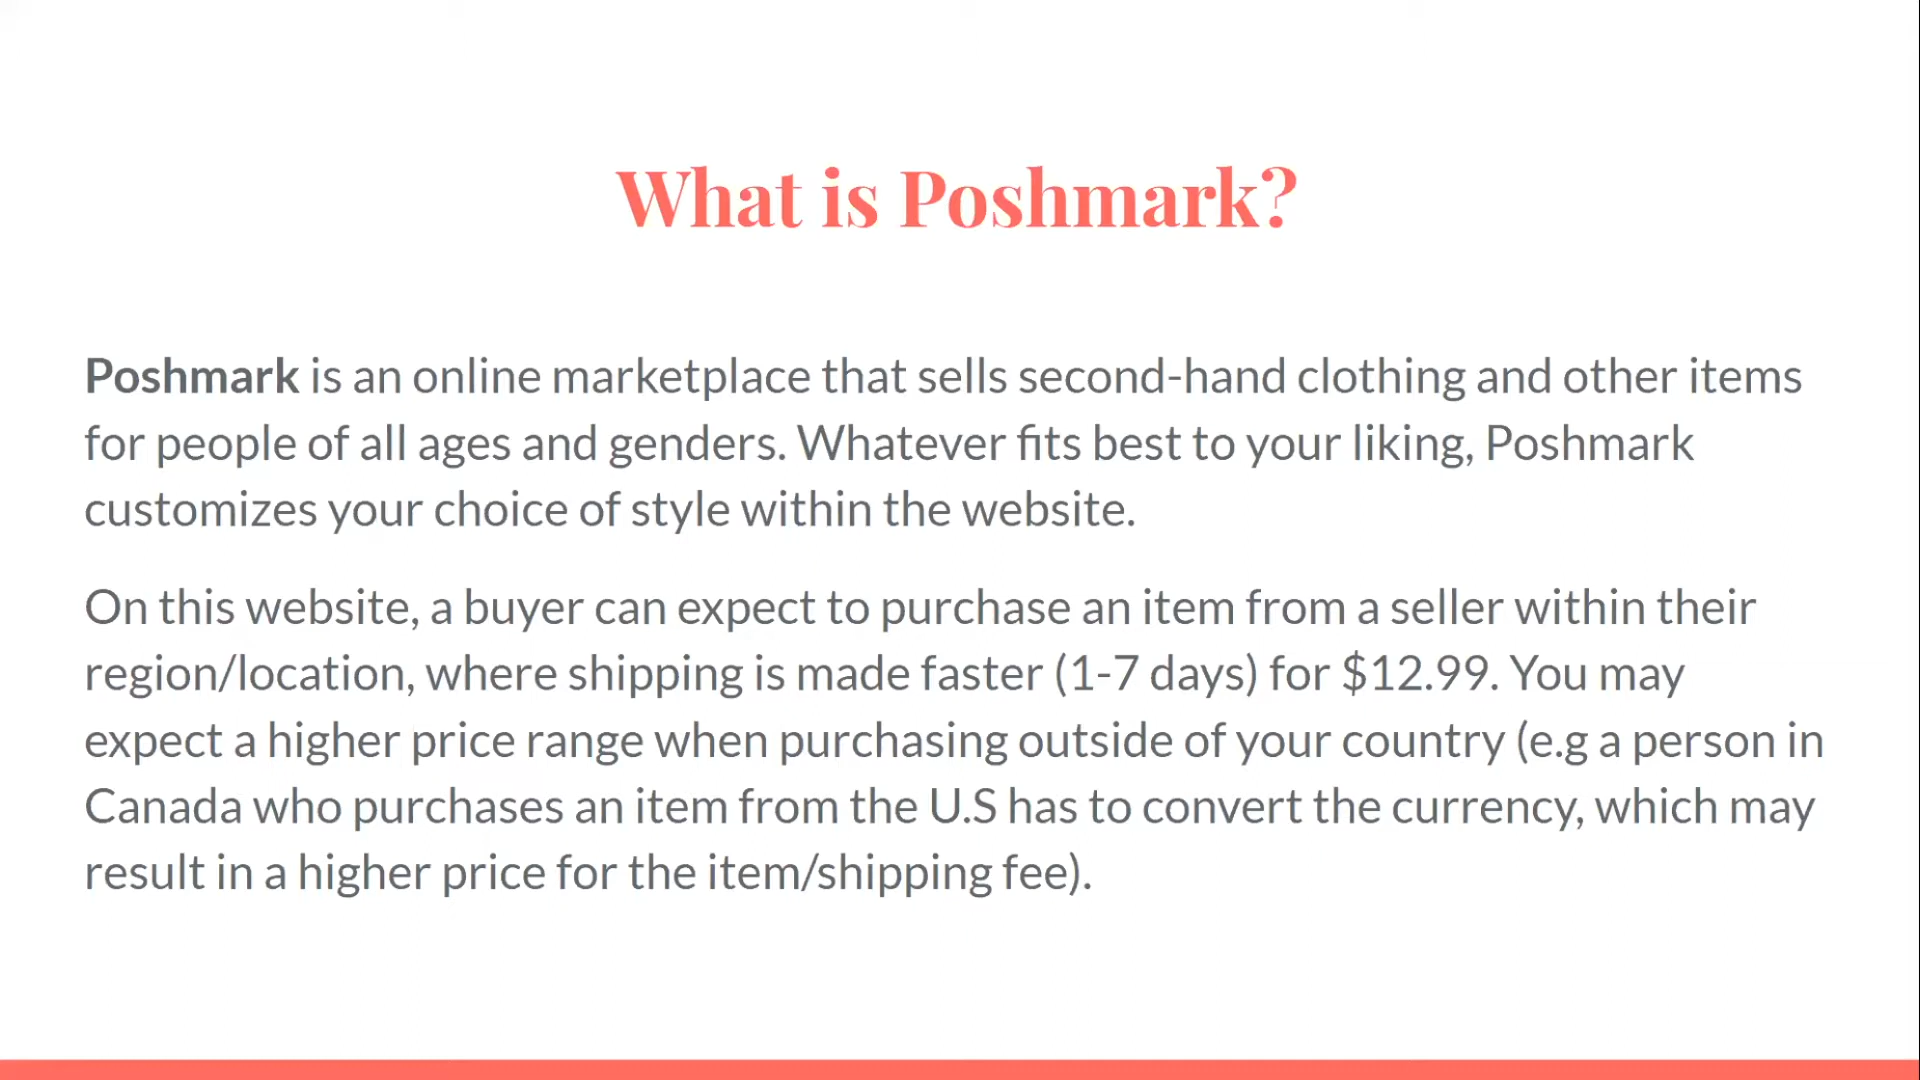 What is Poshmark?
Poshmark is an online marketplace that sells second-hand clothing and other items
for people of all ages and genders. Whatever fits best to your liking, Poshmark
customizes your choice of style within the website.
On this website, a buyer can expect to purchase an item from a seller within their
region/location, where shipping is made faster (1-7 days) for $12.99. You may
expect a higher price range when purchasing outside of your country (e.g a person in
Canada who purchases an item from the U.S has to convert the currency, which may
result in a higher price for the item/shipping fee).